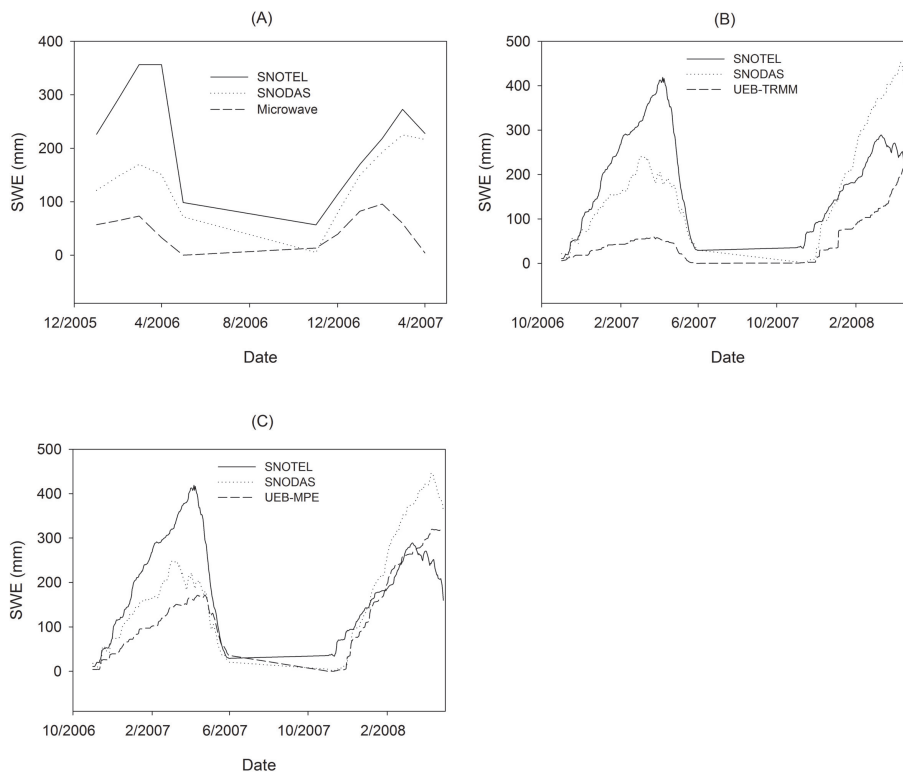 (A)
400
300
200
100
0
SWE (mm)
SNOTEL
SNODAS
Microwave
12/2005
4/2006
8/2006
12/2006
4/2007
Date
(B)
500
400
300
200
100
0
SWE (mm)
SNOTEL
SNODAS
UEB-TRMM
10/2006
2/2007
6/2007
10/2007
2/2008
Date
(C)
500
400
300
200
100
0
SWE (mm)
SNOTEL
SNODAS
UEB-MPE
10/2006
2/2007
6/2007
10/2007
2/2008
Date